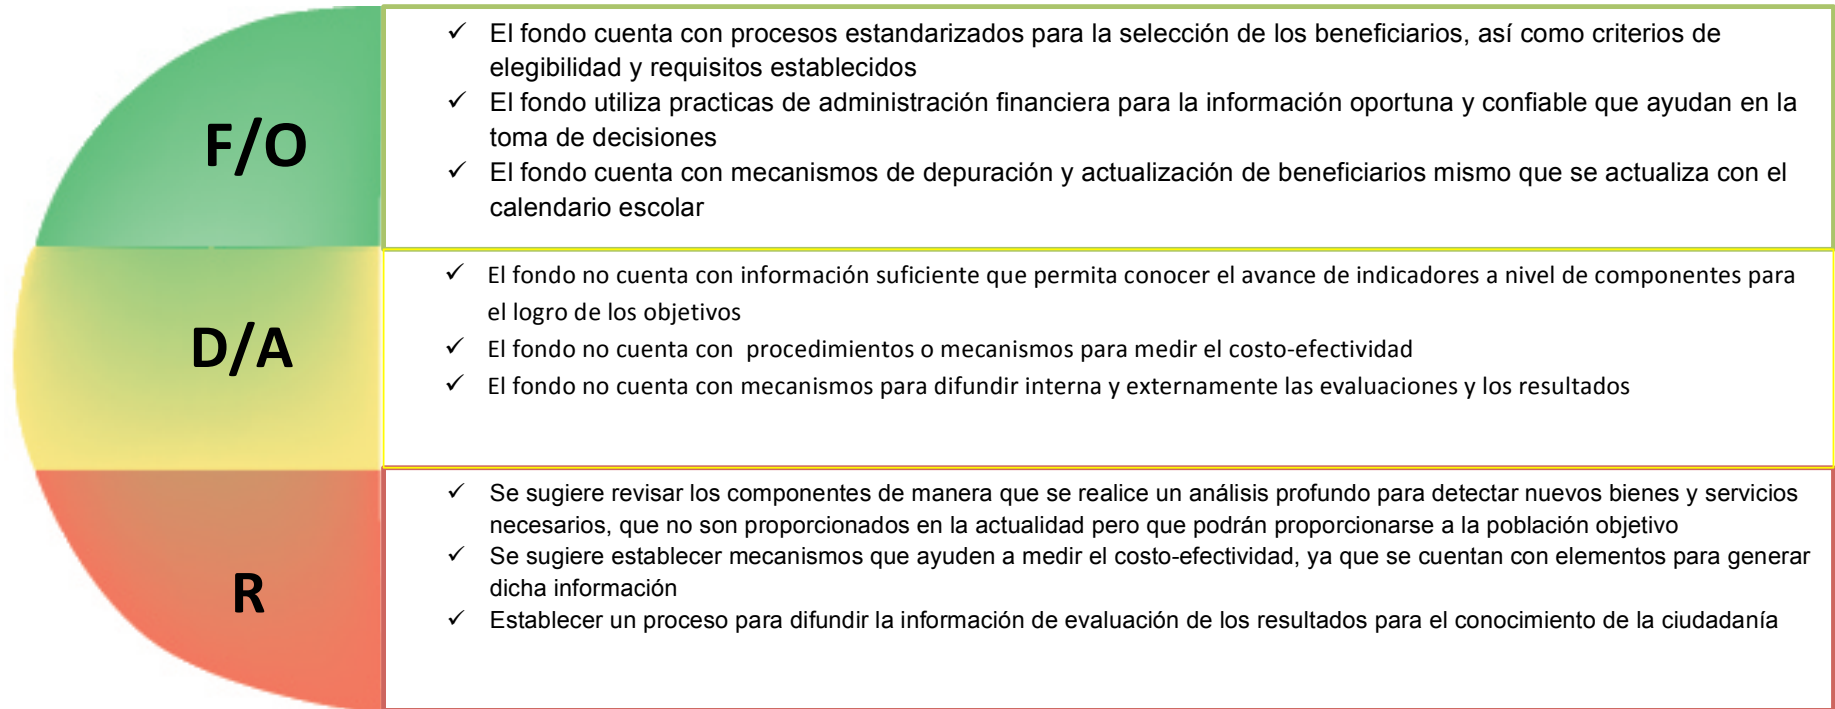 F/O
✓ El fondo cuenta con procesos estandarizados para la selección de los beneficiarios, así como criterios de
elegibilidad y requisitos establecidos
✓ El fondo utiliza practicas de administración financiera para la información oportuna y confiable que ayudan en la
toma de decisiones
✓ El fondo cuenta con mecanismos de depuración y actualización de beneficiarios mismo que se actualiza con el
calendario escolar
D/A
✓ El fondo no cuenta con información suficiente que permita conocer el avance de indicadores a nivel de componentes para
el logro de los objetivos
✓ El fondo no cuenta con procedimientos o mecanismos para medir el costo-efectividad
✓ El fondo no cuenta con mecanismos para difundir interna y externamente las evaluaciones y los resultados
R
✓ Se sugiere revisar los componentes de manera que se realice un análisis profundo para detectar nuevos bienes y servicios
necesarios, que no son proporcionados en la actualidad pero que podrán proporcionarse a la población objetivo
✓ Se sugiere establecer mecanismos que ayuden a medir el costo-efectividad, ya que se cuentan con elementos para generar
dicha información
✓ Establecer un proceso para difundir la información de evaluación de los resultados para el conocimiento de la ciudadanía